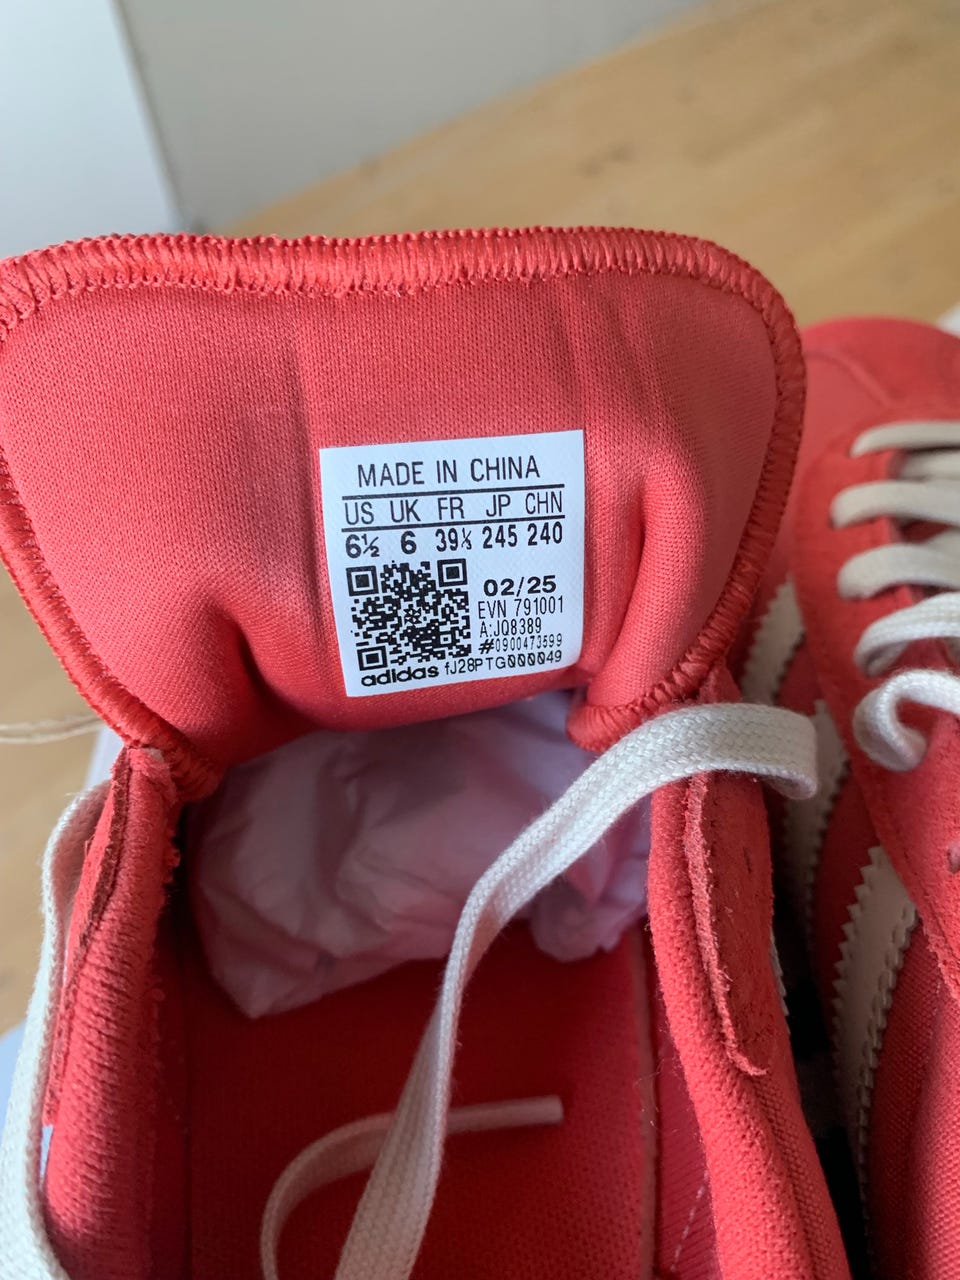 MADE IN CHINA
US UK FR JP CHN
6½ 6 39⅓ 245 240
02/25
EVN 791001
A:JQ8389
#0900473599
adidas fJ28PTG000049